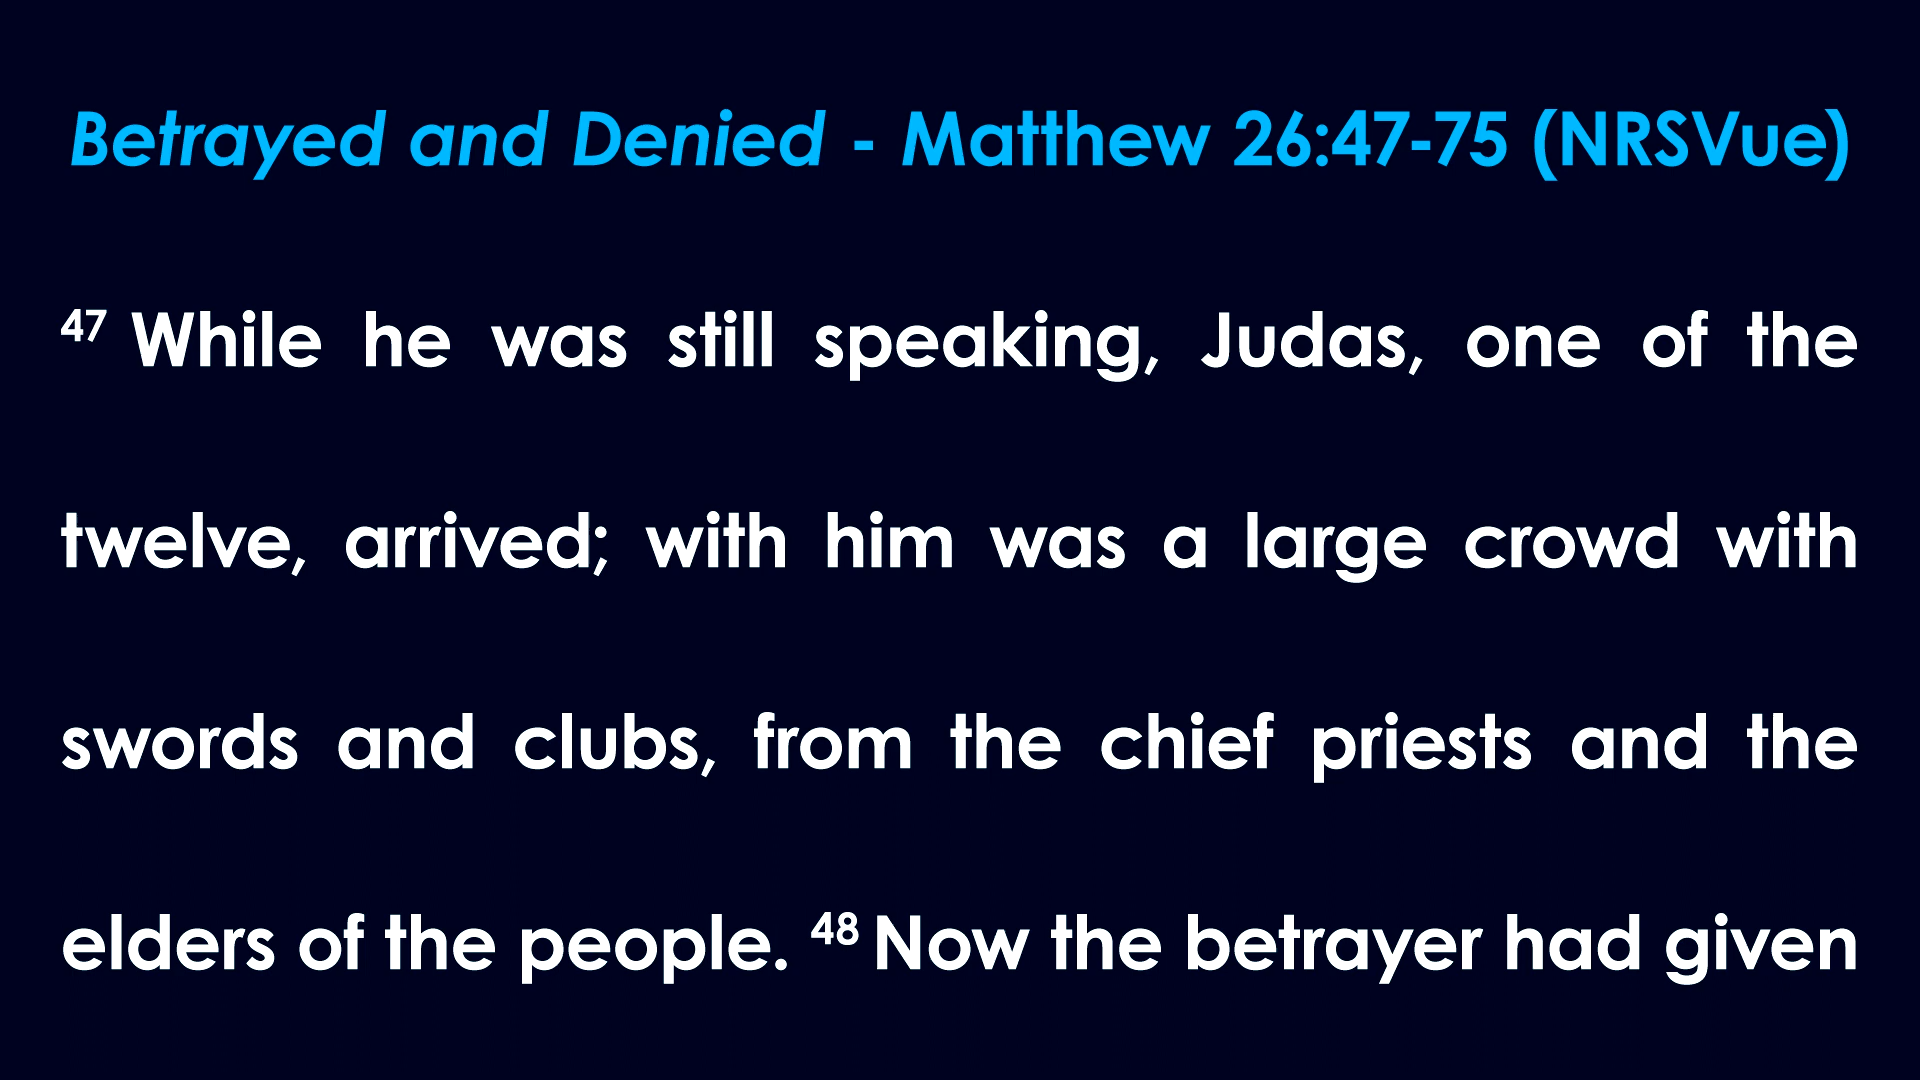 Betrayed and Denied - Matthew 26:47-75 (NRSVue)
47 While he was still speaking, Judas, one of the
twelve, arrived; with him was a large crowd with
swords and clubs, from the chief priests and the
elders of the people. 48 Now the betrayer had given